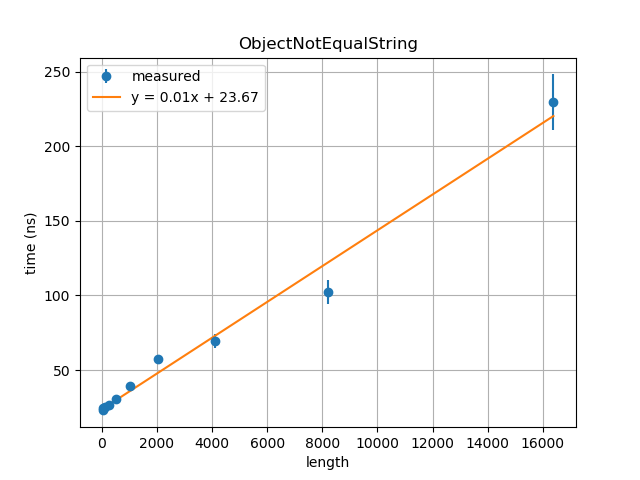 ObjectNotEqualString
measured
y = 0.01x + 23.67
250
200
150
100
50
time (ns)
0 2000 4000 6000 8000 10000 12000 14000 16000
length